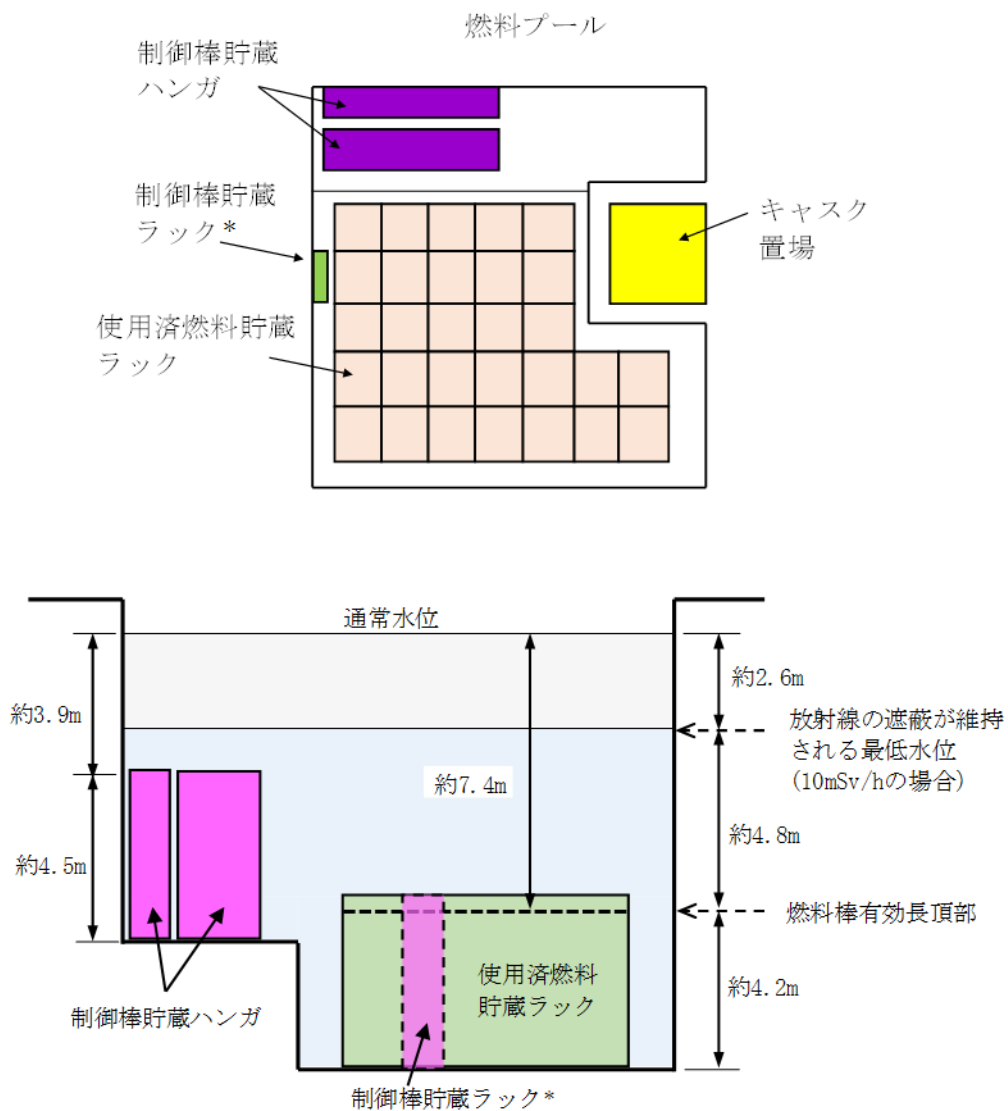 燃料プール
制御棒貯蔵
ハンガ
制御棒貯蔵
ラック*
キャスク
置場
使用済燃料貯蔵
ラック
通常水位
約3.9m
約2.6m
放射線の遮蔽が維持
される最低水位
(10mSv/hの場合)
約7.4m
約4.8m
約4.5m
燃料棒有効長頂部
使用済燃料
貯蔵ラック
約4.2m
制御棒貯蔵ハンガ
制御棒貯蔵ラック*